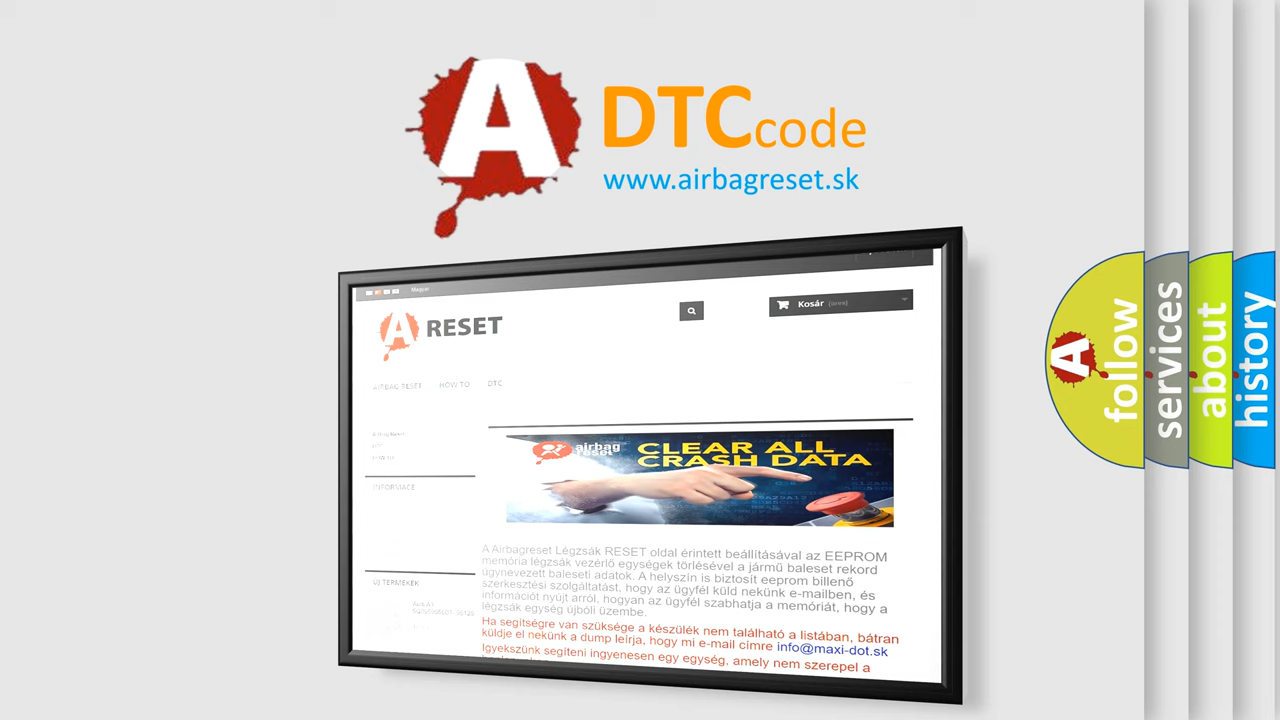 A
DTC code
www.airbagreset.sk
Magyar
A RESET
Kosár (üres)
AIRBAG RESET HOW TO DTC
INFORMACE
ÚJ TERMÉKEK
airbag
reset
CLEAR ALL
CRASH DATA
A Airbagreset Légzsák RESET oldal érintett beállításával az EEPROM
memória légzsák vezérlő egységek törlésével a jármű baleset rekord
úgynevezett baleseti adatok. A helyszín is biztosít eeprom billenő
szerkesztési szolgáltatást, hogy az ügyfél küld nekünk e-mailben, és
információt nyújt arról, hogyan az ügyfél szabhatja a memóriát, hogy a
légzsák egység újbóli üzembe.
Ha segítségre van szüksége a készülék nem található a listában, bátran
küldje el nekünk a dump leírja, hogy mi e-mail címre info@maxi-dot.sk
Igyekszünk segíteni ingyenesen egy egység, amely nem szerepel a
A
follow
services
about
history